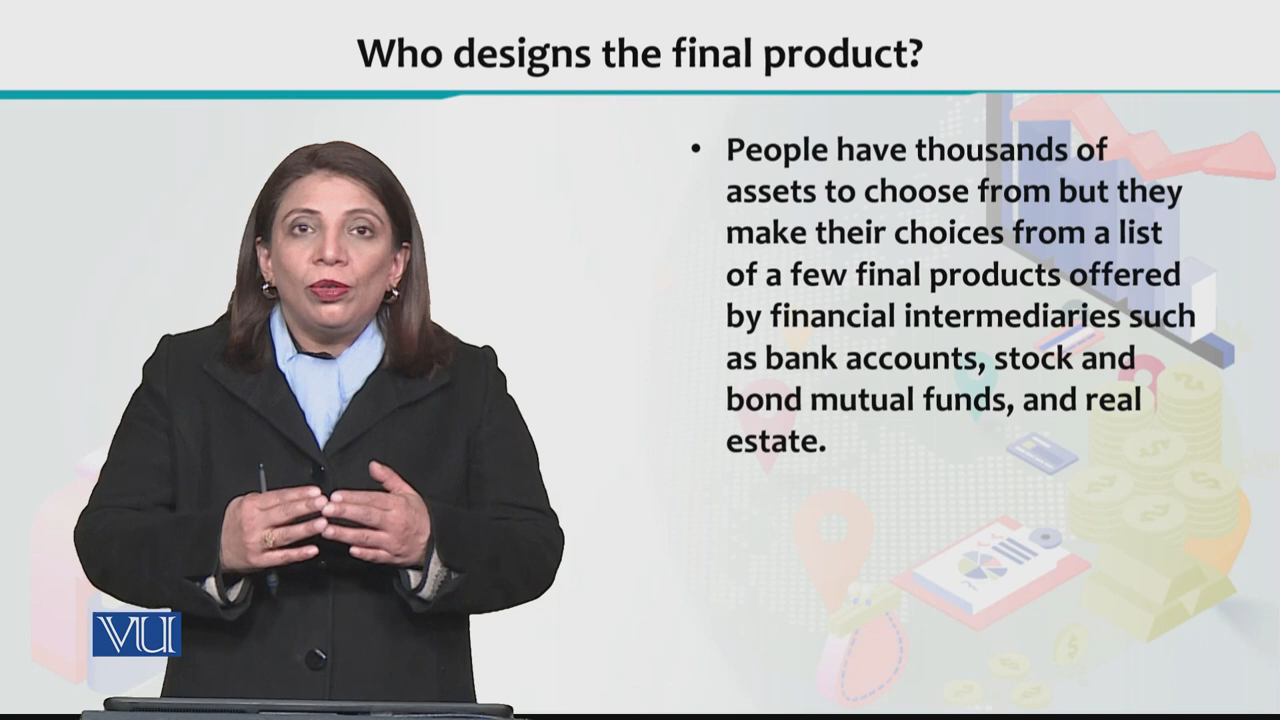 Who designs the final product?
• People have thousands of
assets to choose from but they
make their choices from a list
of a few final products offered
by financial intermediaries such
as bank accounts, stock and
bond mutual funds, and real
estate.
VU